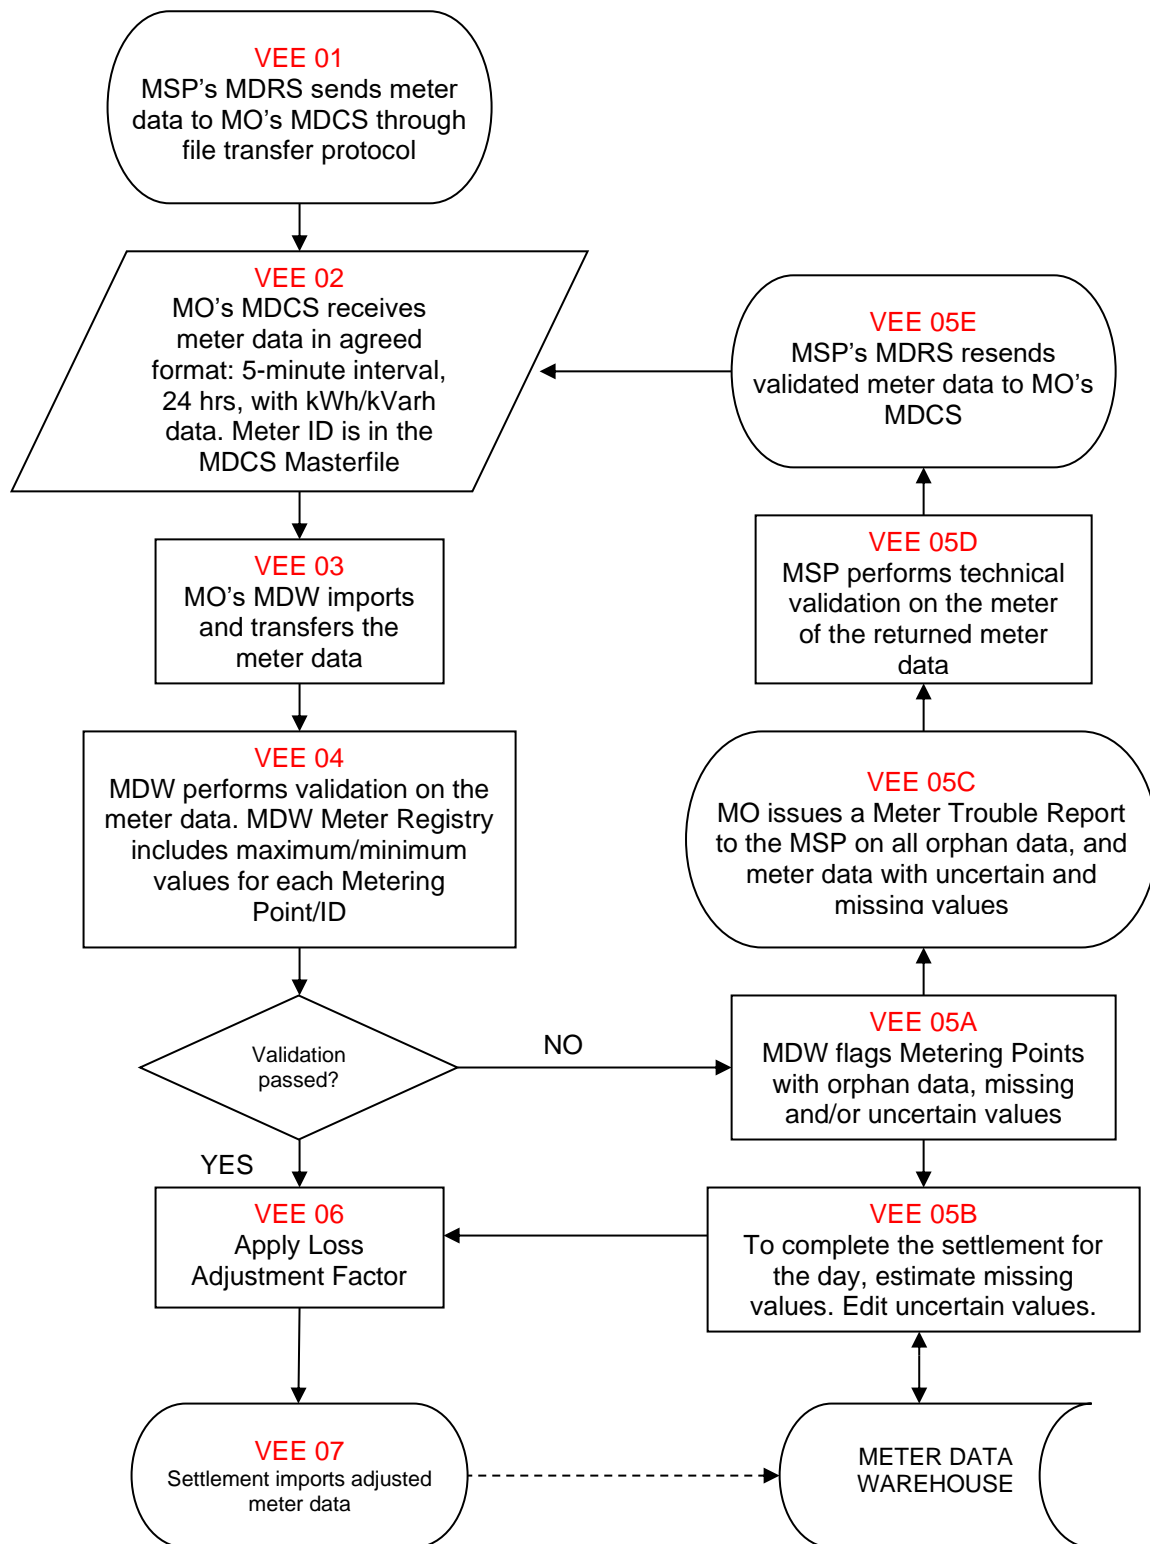 VEE 01
MSP’s MDRS sends meter
data to MO’s MDCS through
file transfer protocol
VEE 02
MO’s MDCS receives
meter data in agreed
format: 5-minute interval,
24 hrs, with kWh/kVarh
data. Meter ID is in the
MDCS Masterfile
VEE 03
MO’s MDW imports
and transfers the
meter data
VEE 04
MDW performs validation on the
meter data. MDW Meter Registry
includes maximum/minimum
values for each Metering
Point/ID
Validation
passed?
NO
YES
VEE 05A
MDW flags Metering Points
with orphan data, missing
and/or uncertain values
VEE 05B
To complete the settlement for
the day, estimate missing
values. Edit uncertain values.
VEE 05C
MO issues a Meter Trouble Report
to the MSP on all orphan data, and
meter data with uncertain and
missing values
VEE 05D
MSP performs technical
validation on the meter
of the returned meter
data
VEE 05E
MSP’s MDRS resends
validated meter data to MO’s
MDCS
VEE 06
Apply Loss
Adjustment Factor
VEE 07
Settlement imports adjusted
meter data
METER DATA
WAREHOUSE